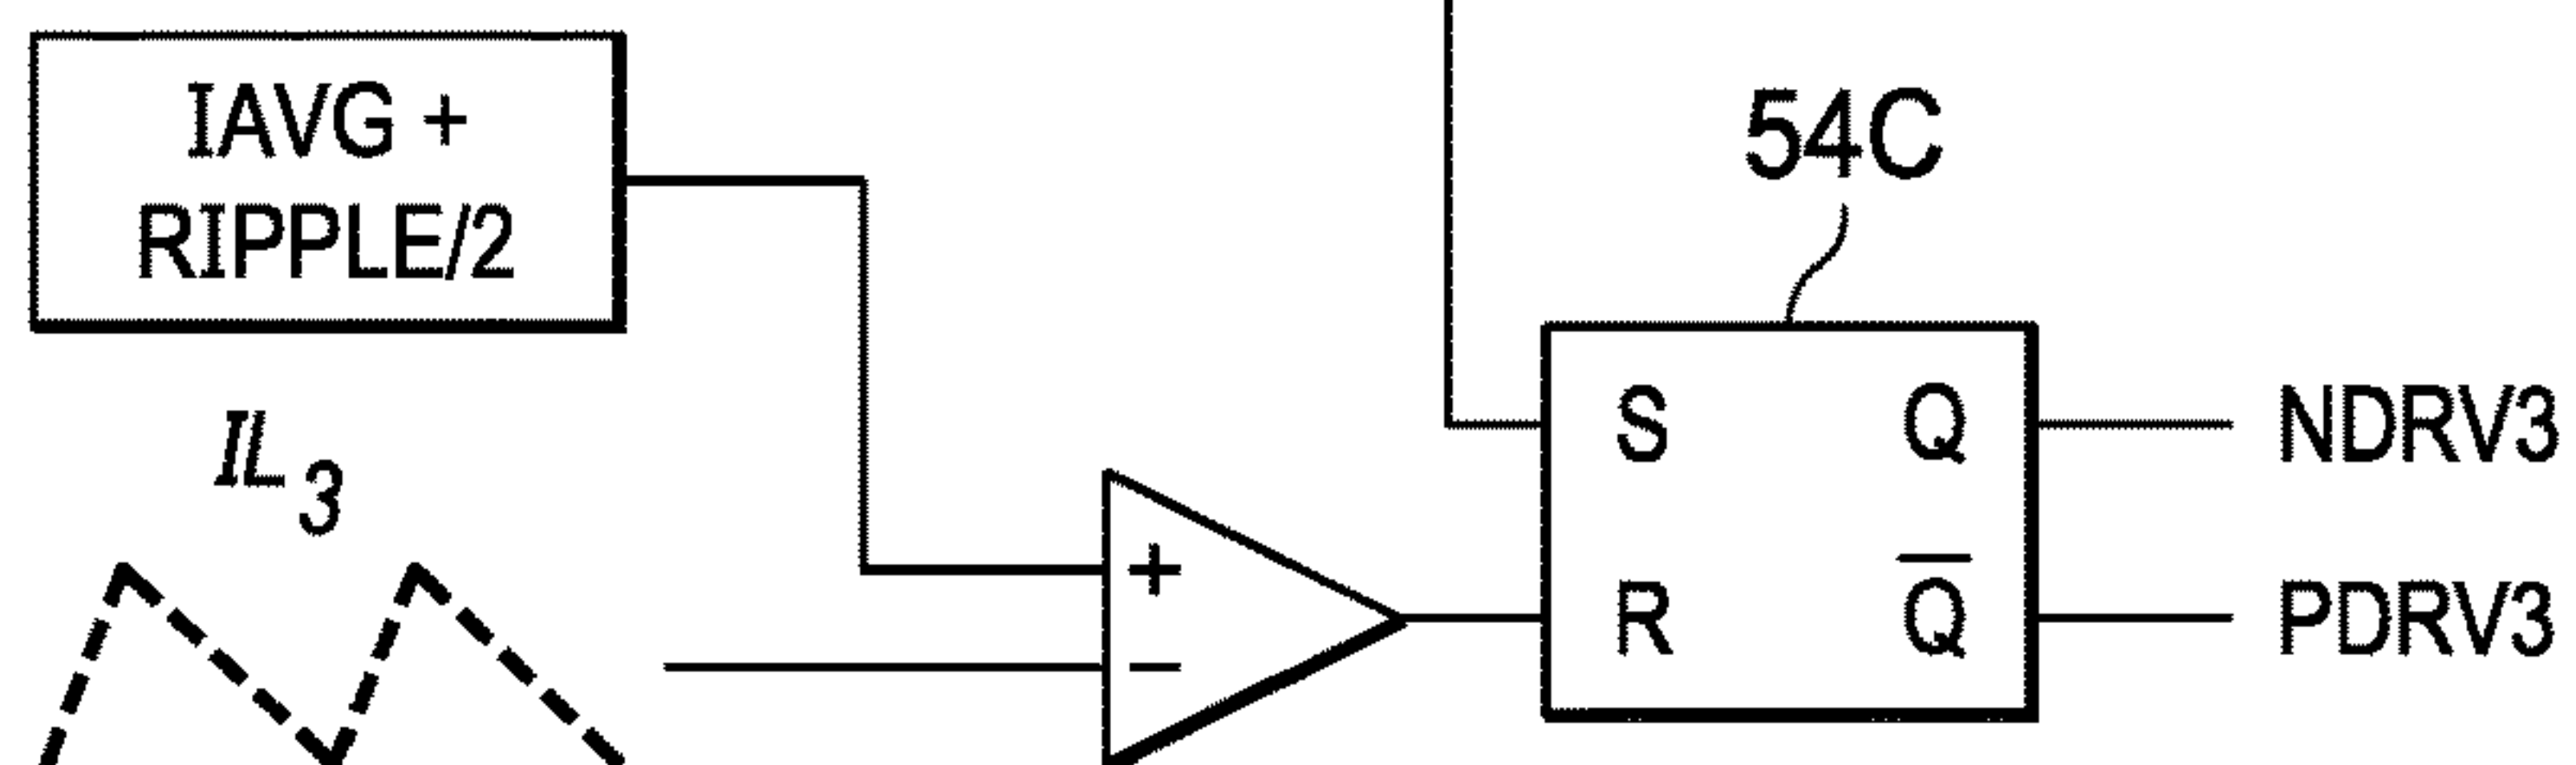 IAVG +
RIPPLE/2
54C
IL3
S Q NDRV3
+
R Q̅ PDRV3
−